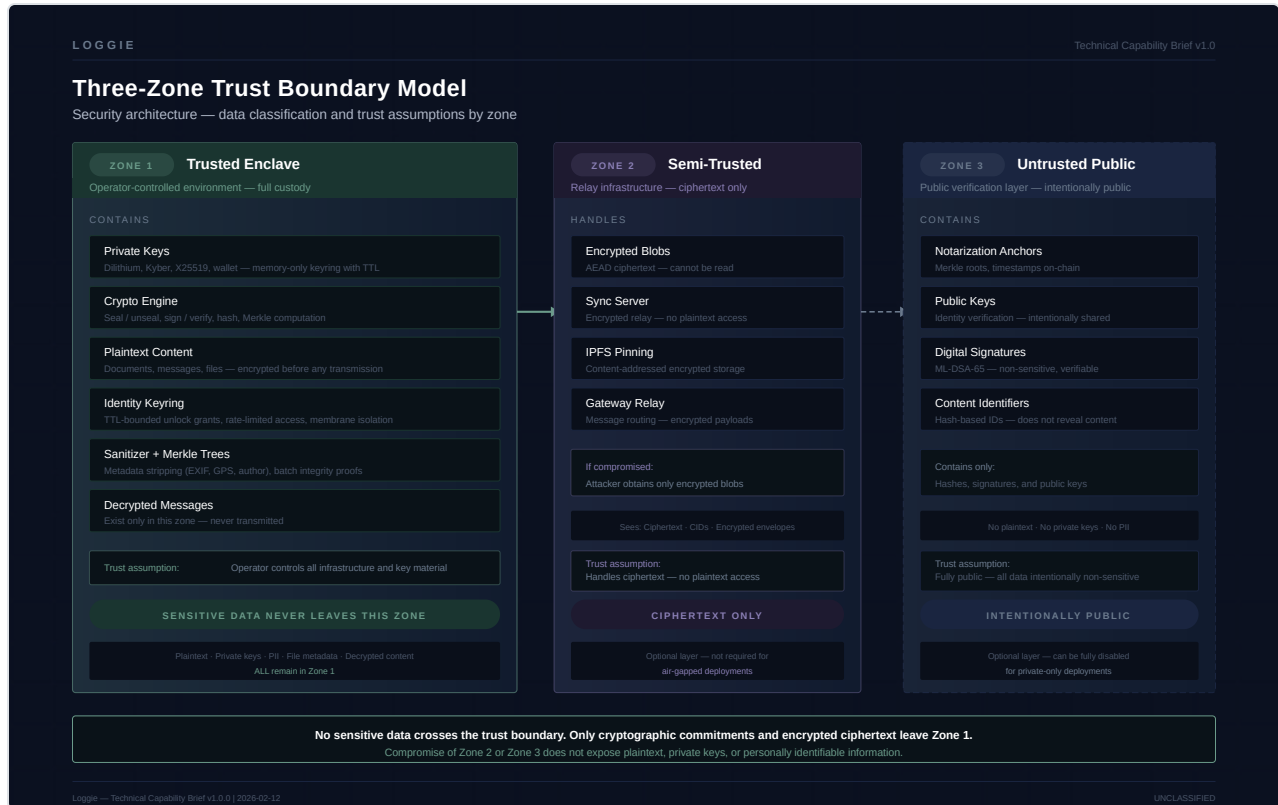 LOGGIE
Technical Capability Brief v1.0
Three-Zone Trust Boundary Model
Security architecture — data classification and trust assumptions by zone
ZONE 1
Trusted Enclave
Operator-controlled environment — full custody
CONTAINS
Private Keys
Dilithium, Kyber, X25519, wallet — memory-only keyring with TTL
Crypto Engine
Seal / unseal, sign / verify, hash, Merkle computation
Plaintext Content
Documents, messages, files — encrypted before any transmission
Identity Keyring
TTL-bounded unlock grants, rate-limited access, membrane isolation
Sanitizer + Merkle Trees
Metadata stripping (EXIF, GPS, author), batch integrity proofs
Decrypted Messages
Exist only in this zone — never transmitted
Trust assumption: Operator controls all infrastructure and key material
SENSITIVE DATA NEVER LEAVES THIS ZONE
Plaintext · Private keys · PII · File metadata · Decrypted content
ALL remain in Zone 1
ZONE 2
Semi-Trusted
Relay infrastructure — ciphertext only
HANDLES
Encrypted Blobs
AEAD ciphertext — cannot be read
Sync Server
Encrypted relay — no plaintext access
IPFS Pinning
Content-addressed encrypted storage
Gateway Relay
Message routing — encrypted payloads
If compromised:
Attacker obtains only encrypted blobs
Sees: Ciphertext · CIDs · Encrypted envelopes
Trust assumption:
Handles ciphertext — no plaintext access
CIPHERTEXT ONLY
Optional layer — not required for
air-gapped deployments
ZONE 3
Untrusted Public
Public verification layer — intentionally public
CONTAINS
Notarization Anchors
Merkle roots, timestamps on-chain
Public Keys
Identity verification — intentionally shared
Digital Signatures
ML-DSA-65 — non-sensitive, verifiable
Content Identifiers
Hash-based IDs — does not reveal content
Contains only:
Hashes, signatures, and public keys
No plaintext · No private keys · No PII
Trust assumption:
Fully public — all data intentionally non-sensitive
INTENTIONALLY PUBLIC
Optional layer — can be fully disabled
for private-only deployments
No sensitive data crosses the trust boundary. Only cryptographic commitments and encrypted ciphertext leave Zone 1.
Compromise of Zone 2 or Zone 3 does not expose plaintext, private keys, or personally identifiable information.
Loggie — Technical Capability Brief v1.0.0 | 2026-02-12
UNCLASSIFIED